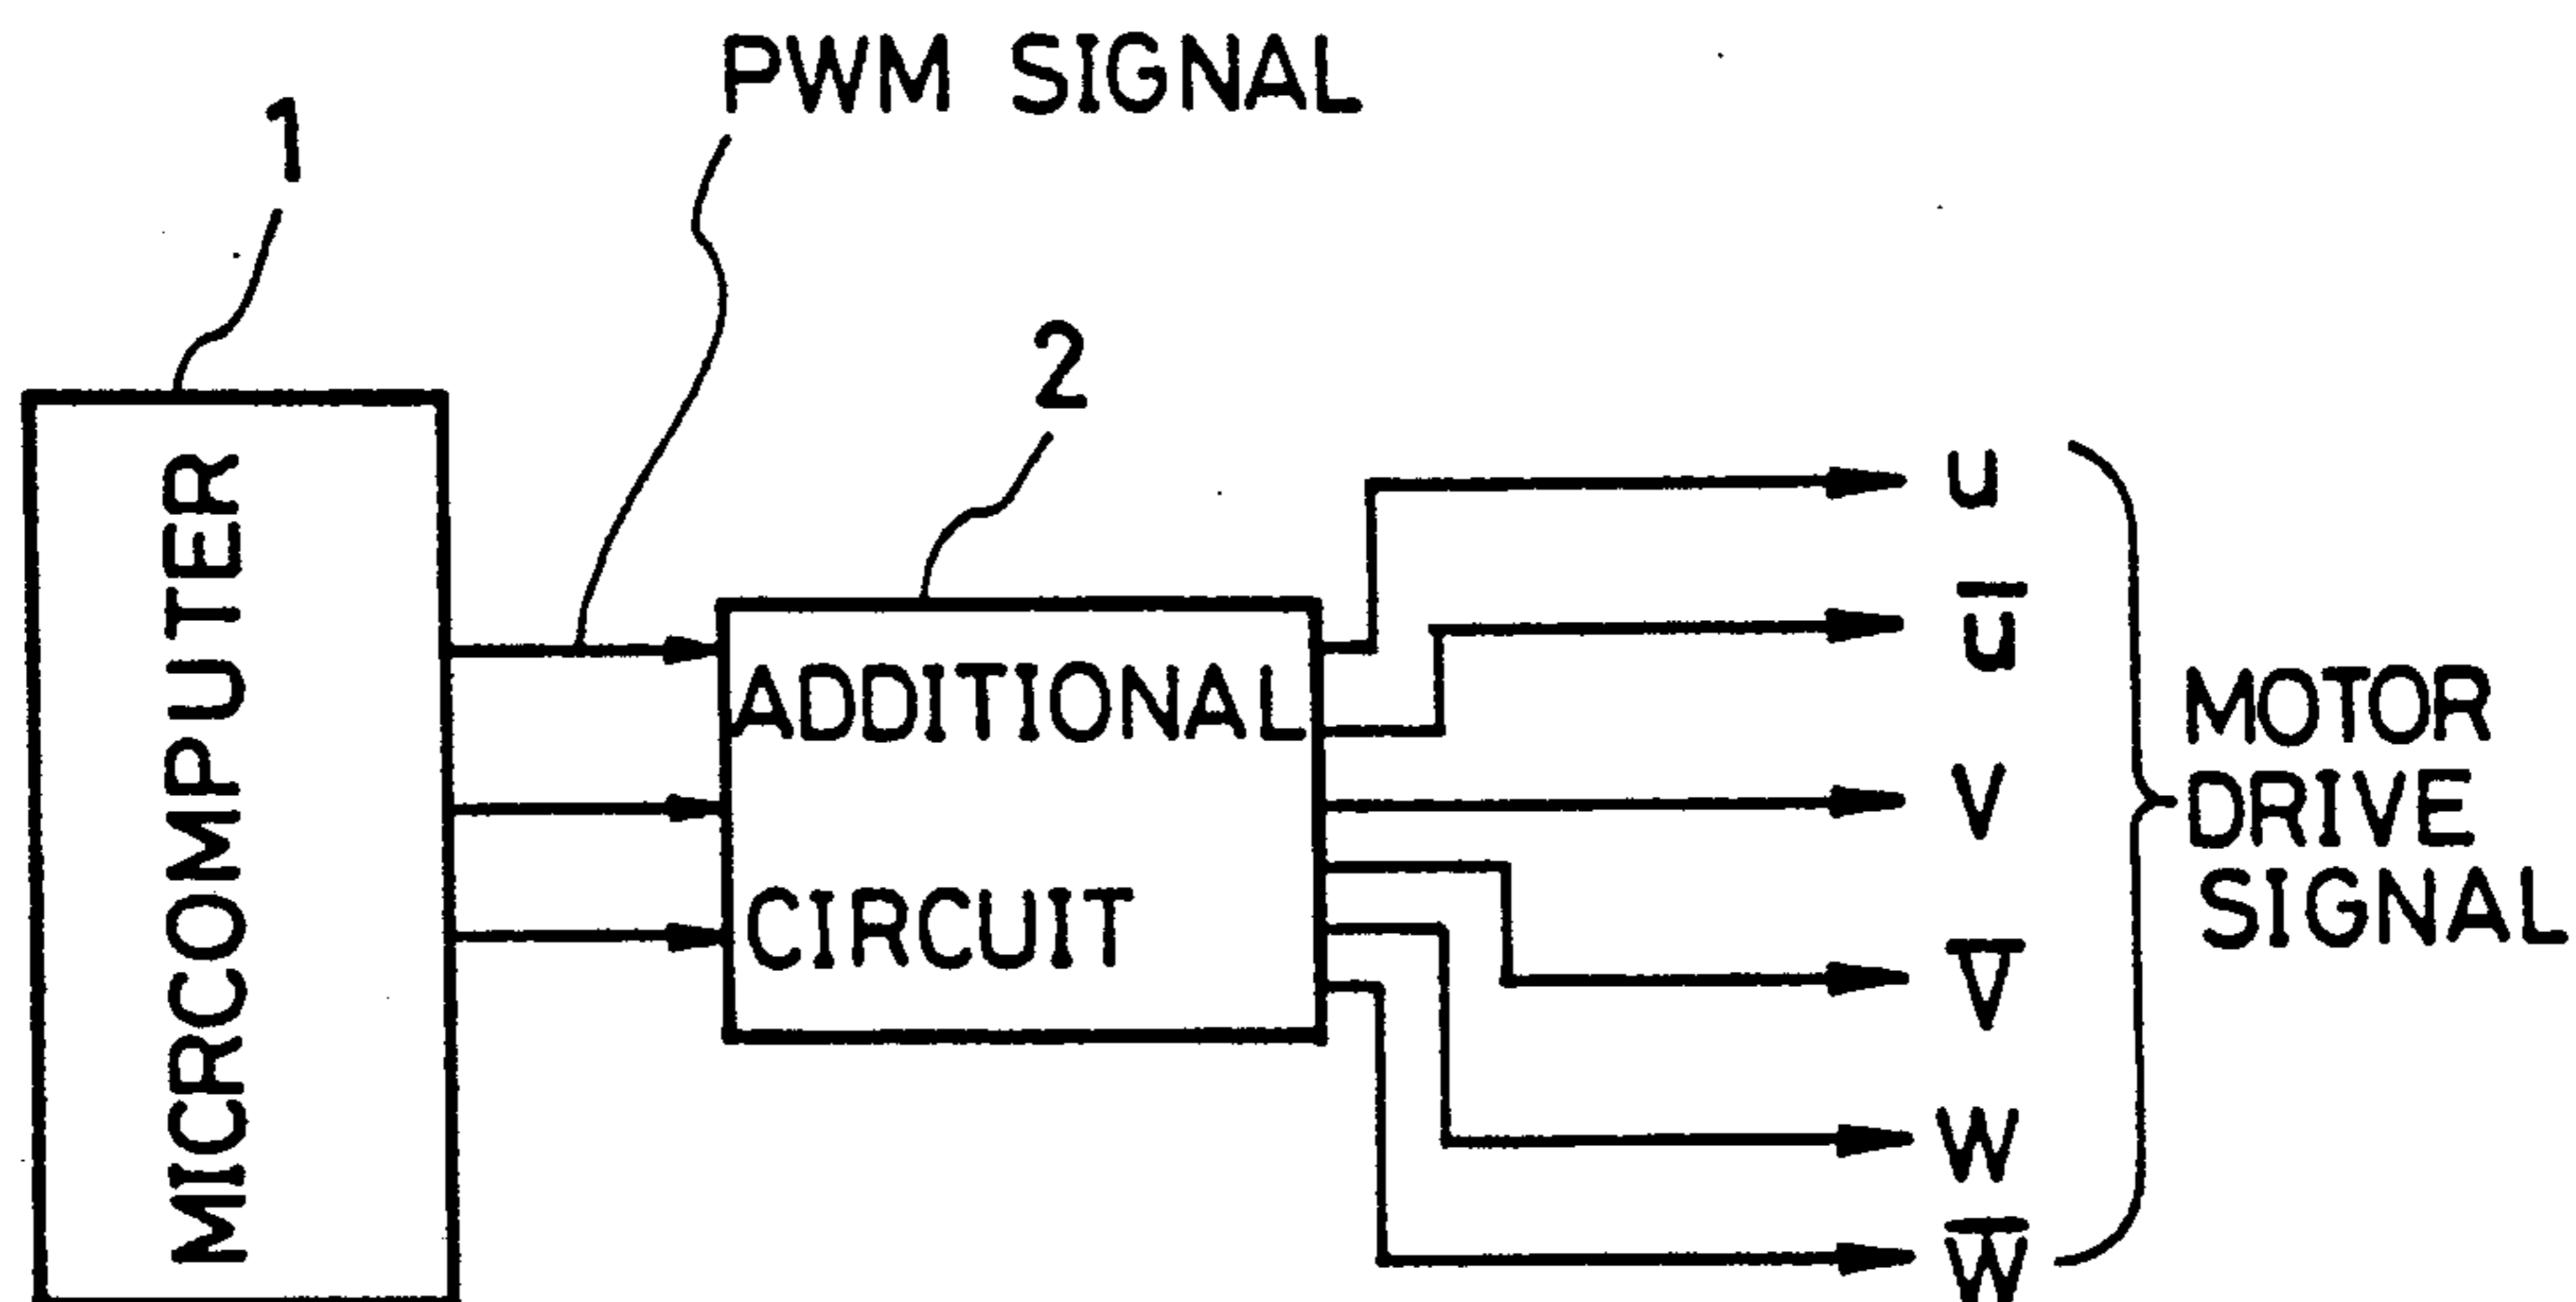 PWM SIGNAL
1
2
MICRCOMPUTER
ADDITIONAL
CIRCUIT
u
u̅
V
V̅
W
W̅
MOTOR
DRIVE
SIGNAL